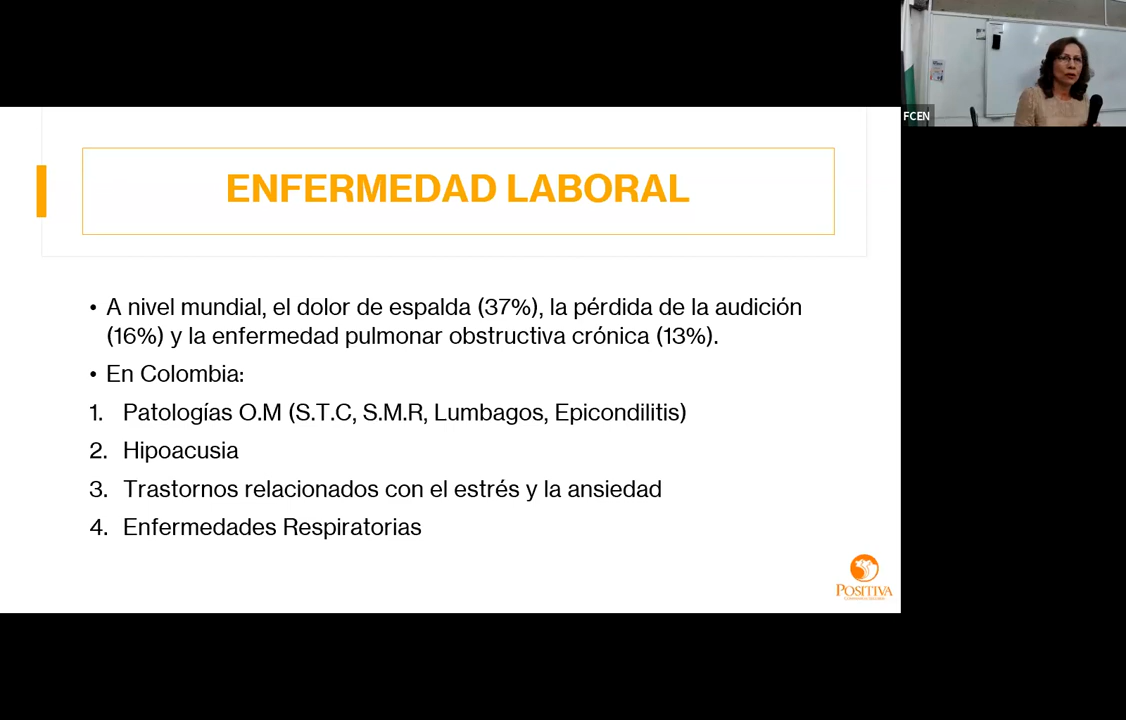 FCEN
ENFERMEDAD LABORAL
• A nivel mundial, el dolor de espalda (37%), la pérdida de la audición
(16%) y la enfermedad pulmonar obstructiva crónica (13%).
• En Colombia:
1. Patologías O.M (S.T.C, S.M.R, Lumbagos, Epicondilitis)
2. Hipoacusia
3. Trastornos relacionados con el estrés y la ansiedad
4. Enfermedades Respiratorias
POSITIVA